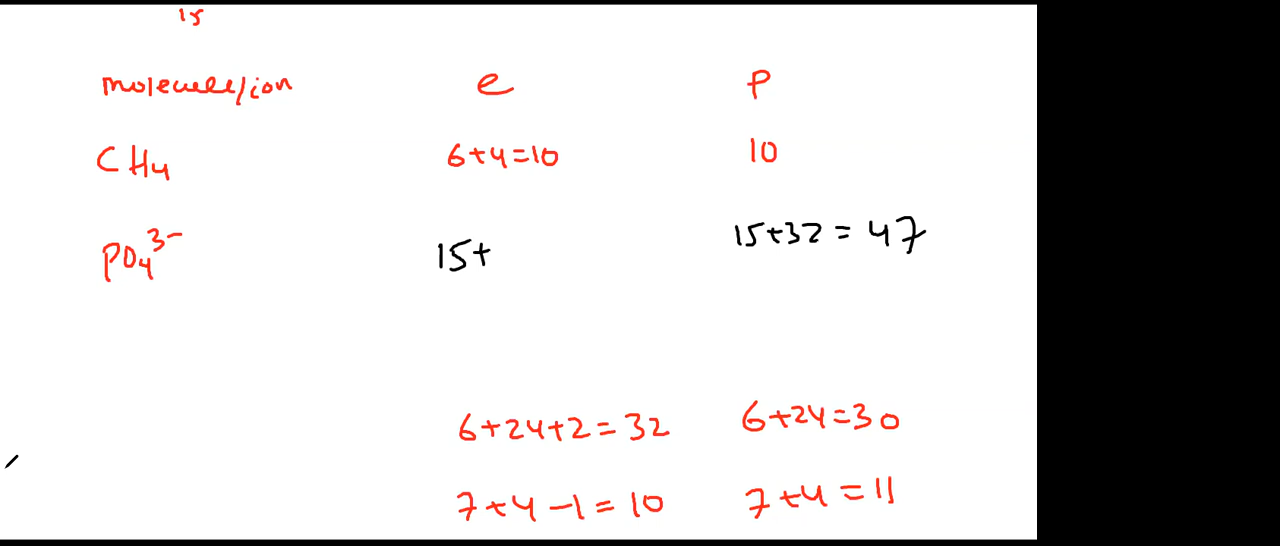 15
molecule/ion e P
CH4 6+4=10 10
PO4 3- 15+ 15+32=47
6+24+2=32 6+24=30
7+4-1=10 7+4=11